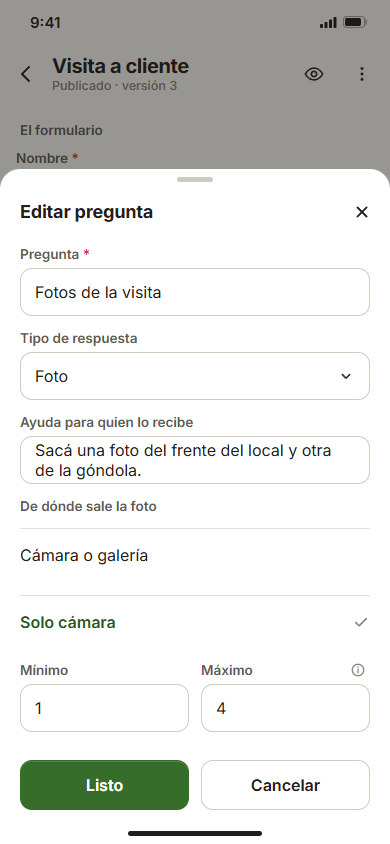 9:41
Visita a cliente
Publicado · versión 3
El formulario
Nombre *
Editar pregunta
Pregunta *
Fotos de la visita
Tipo de respuesta
Foto
Ayuda para quien lo recibe
Sacá una foto del frente del local y otra
de la góndola.
De dónde sale la foto
Cámara o galería
Solo cámara
Mínimo
Máximo
1
4
Listo
Cancelar